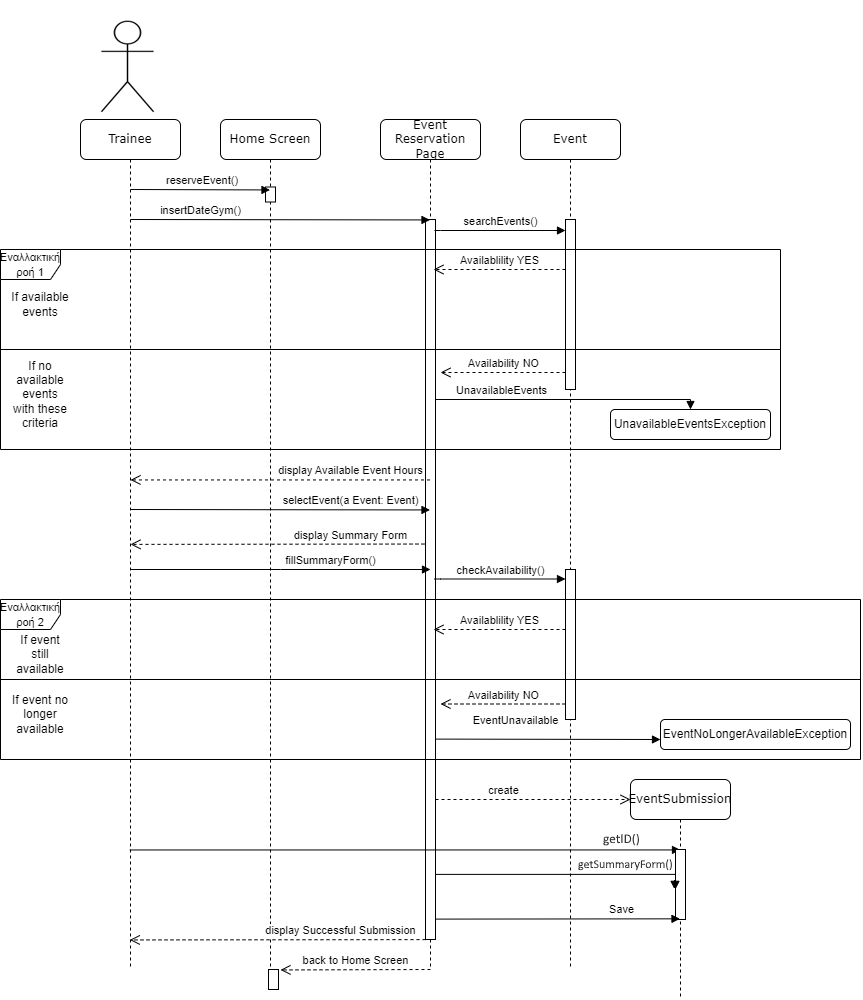 Trainee
Home Screen
Event
Reservation
Page
Event
reserveEvent()
insertDateGym()
searchEvents()
Εναλλακτική
ροή 1
Availablility YES
If available
events
If no
available
events
with these
criteria
Availability NO
UnavailableEvents
UnavailableEventsException
display Available Event Hours
selectEvent(a Event: Event)
display Summary Form
fillSummaryForm()
checkAvailability()
Εναλλακτική
ροή 2
Availablility YES
If event
still
available
Availability NO
If event no
longer
available
EventUnavailable
EventNoLongerAvailableException
create
EventSubmission
getID()
getSummaryForm()
Save
display Successful Submission
back to Home Screen